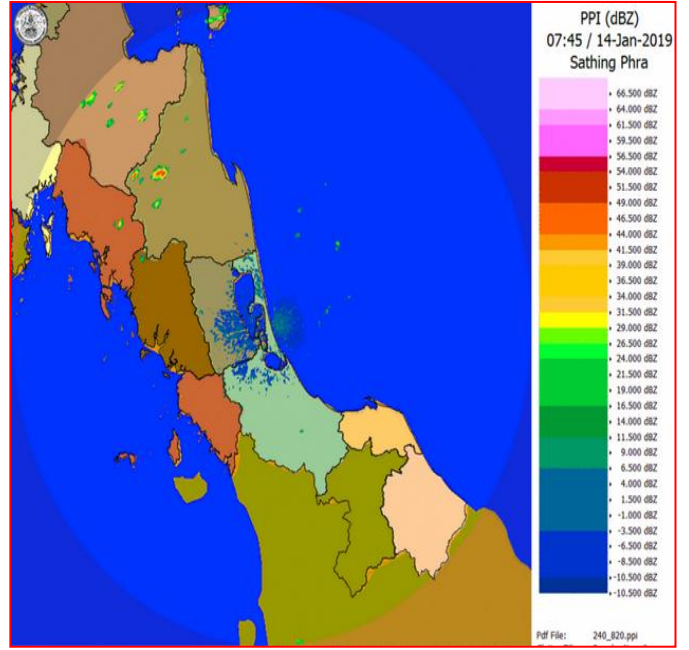 PPI (dBZ)
07:45 / 14-Jan-2019
Sathing Phra
66.500 dBZ
64.000 dBZ
61.500 dBZ
59.500 dBZ
56.500 dBZ
54.000 dBZ
51.500 dBZ
49.000 dBZ
46.500 dBZ
44.000 dBZ
41.500 dBZ
39.000 dBZ
36.500 dBZ
34.000 dBZ
31.500 dBZ
29.000 dBZ
26.500 dBZ
24.000 dBZ
21.500 dBZ
19.000 dBZ
16.500 dBZ
14.000 dBZ
11.500 dBZ
9.000 dBZ
6.500 dBZ
4.000 dBZ
1.500 dBZ
-1.000 dBZ
-3.500 dBZ
-6.500 dBZ
-8.500 dBZ
-10.500 dBZ
-10.500 dBZ
Pdf File: 240_820.ppi